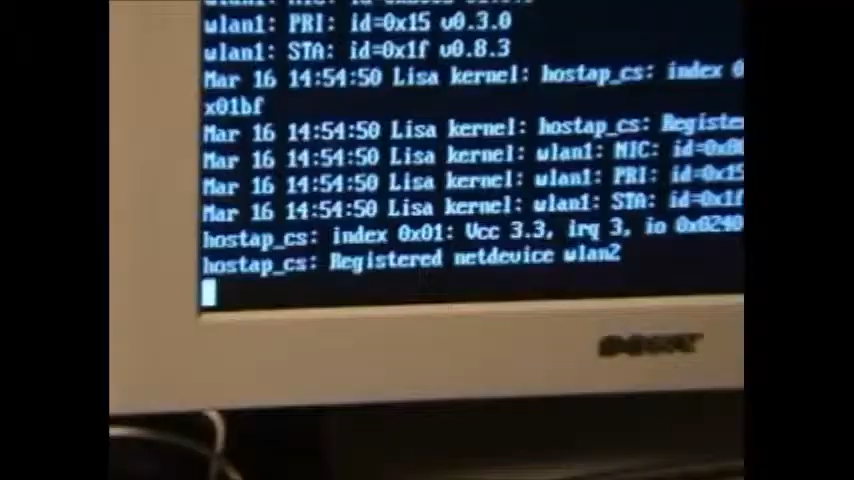 wlan1: PRI: id=0x15 v0.3.0
wlan1: STA: id=0x1f v0.8.3
Mar 16 14:54:50 Lisa kernel: hostap_cs: index 0
x01bf
Mar 16 14:54:50 Lisa kernel: hostap_cs: Registe
Mar 16 14:54:50 Lisa kernel: wlan1: NIC: id=0x80
Mar 16 14:54:50 Lisa kernel: wlan1: PRI: id=0x15
Mar 16 14:54:50 Lisa kernel: wlan1: STA: id=0x1f
hostap_cs: index 0x01: Vcc 3.3, irq 3, io 0x0240
hostap_cs: Registered netdevice wlan2